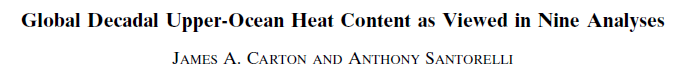 Global Decadal Upper-Ocean Heat Content as Viewed in Nine Analyses
JAMES A. CARTON AND ANTHONY SANTORELLI